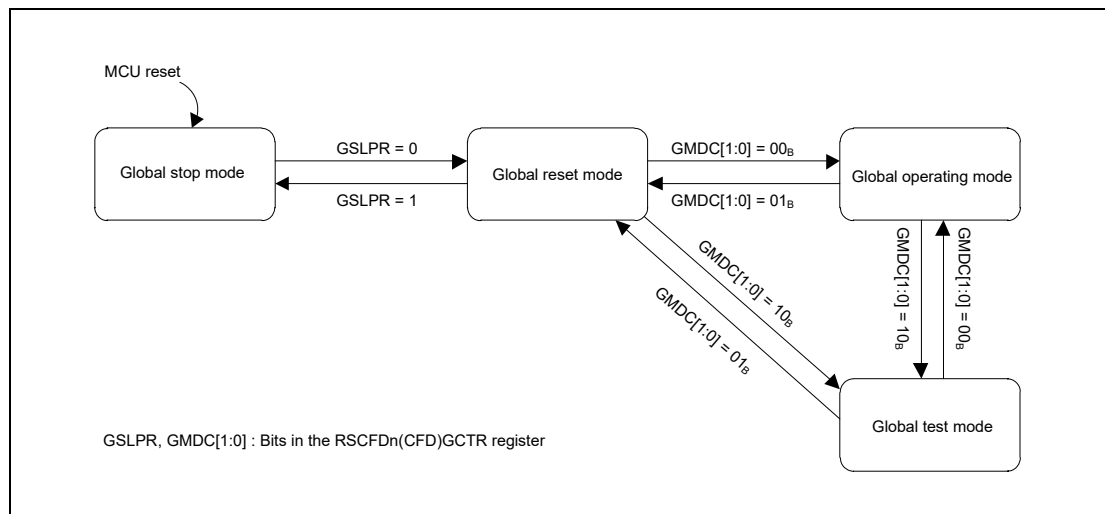 MCU reset
Global stop mode
GSLPR = 0
GSLPR = 1
Global reset mode
GMDC[1:0] = 00B
GMDC[1:0] = 01B
Global operating mode
GMDC[1:0] = 10B
GMDC[1:0] = 01B
GMDC[1:0] = 10B
GMDC[1:0] = 00B
Global test mode
GSLPR, GMDC[1:0] : Bits in the RSCFDn(CFD)GCTR register